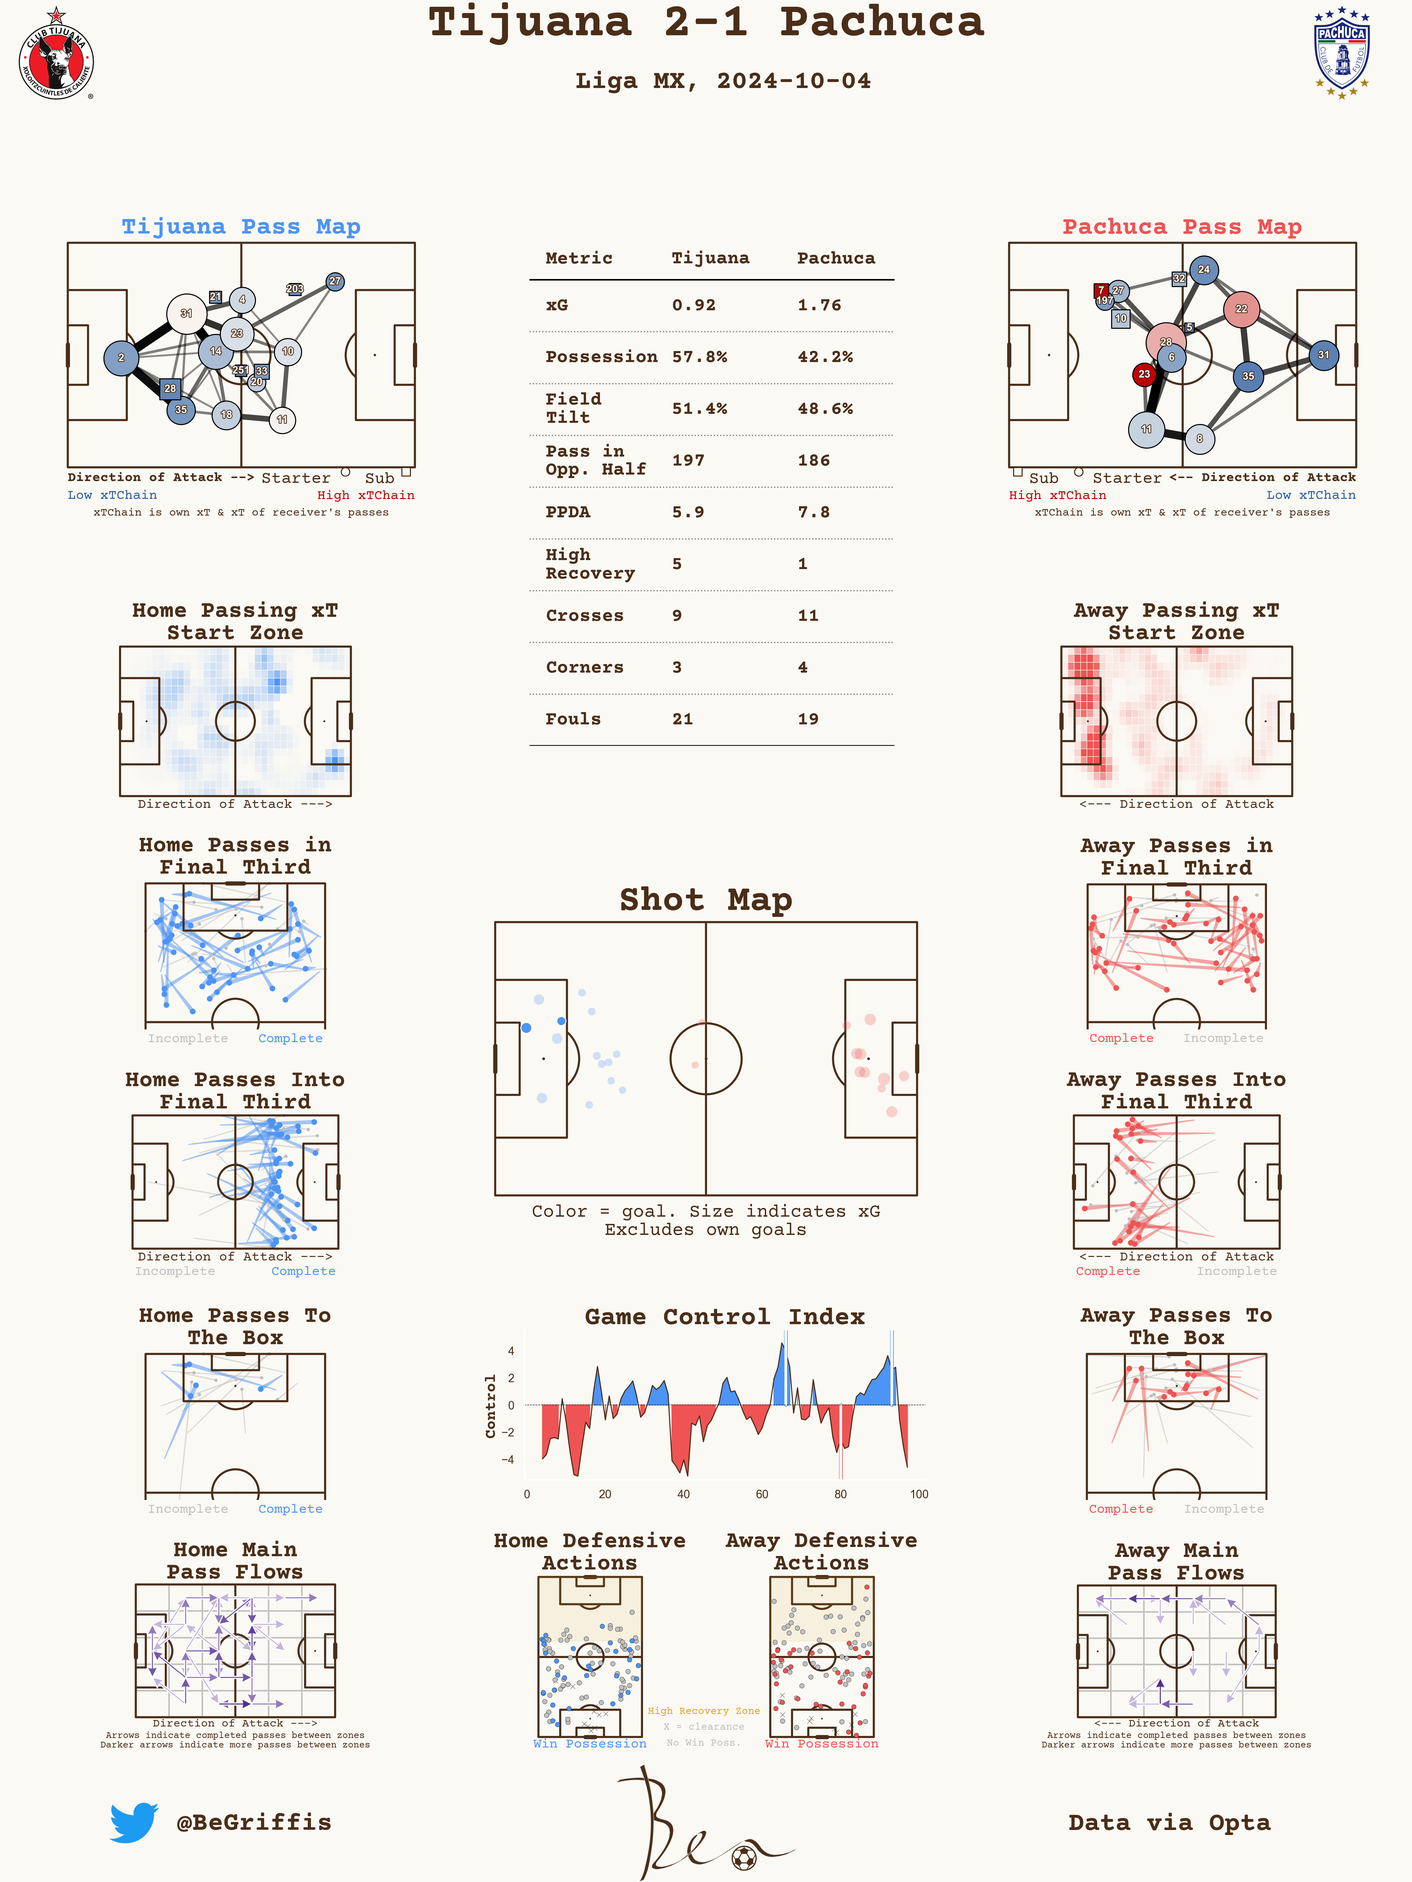 Tijuana 2-1 Pachuca
Liga MX, 2024-10-04
CLUB TIJUANA
XOLOITZCUINTLES DE CALIENTE
®
PACHUCA
CLUB DE FUTBOL
Tijuana Pass Map
2
31
14
28
35
21
4
23
203
27
10
251
33
20
18
11
Direction of Attack --> Starter Sub
Low xTChain High xTChain
xTChain is own xT & xT of receiver's passes
Metric Tijuana Pachuca
xG 0.92 1.76
Possession 57.8% 42.2%
Field
Tilt 51.4% 48.6%
Pass in
Opp. Half 197 186
PPDA 5.9 7.8
High
Recovery 5 1
Crosses 9 11
Corners 3 4
Fouls 21 19
Pachuca Pass Map
7
27
197
10
32
24
22
5
28
6
23
31
35
11
8
Sub Starter <-- Direction of Attack
High xTChain Low xTChain
xTChain is own xT & xT of receiver's passes
Home Passing xT
Start Zone
Direction of Attack --->
Away Passing xT
Start Zone
<--- Direction of Attack
Home Passes in
Final Third
Incomplete Complete
Away Passes in
Final Third
Complete Incomplete
Shot Map
Color = goal. Size indicates xG
Excludes own goals
Home Passes Into
Final Third
Direction of Attack --->
Incomplete Complete
Away Passes Into
Final Third
<--- Direction of Attack
Complete Incomplete
Home Passes To
The Box
Incomplete Complete
Game Control Index
Control
4
2
0
−2
−4
0 20 40 60 80 100
Away Passes To
The Box
Complete Incomplete
Home Main
Pass Flows
Direction of Attack --->
Arrows indicate completed passes between zones
Darker arrows indicate more passes between zones
Home Defensive
Actions
Win Possession
High Recovery Zone
X = clearance
No Win Poss.
Away Defensive
Actions
Win Possession
Away Main
Pass Flows
<--- Direction of Attack
Arrows indicate completed passes between zones
Darker arrows indicate more passes between zones
@BeGriffis
Ben
Data via Opta